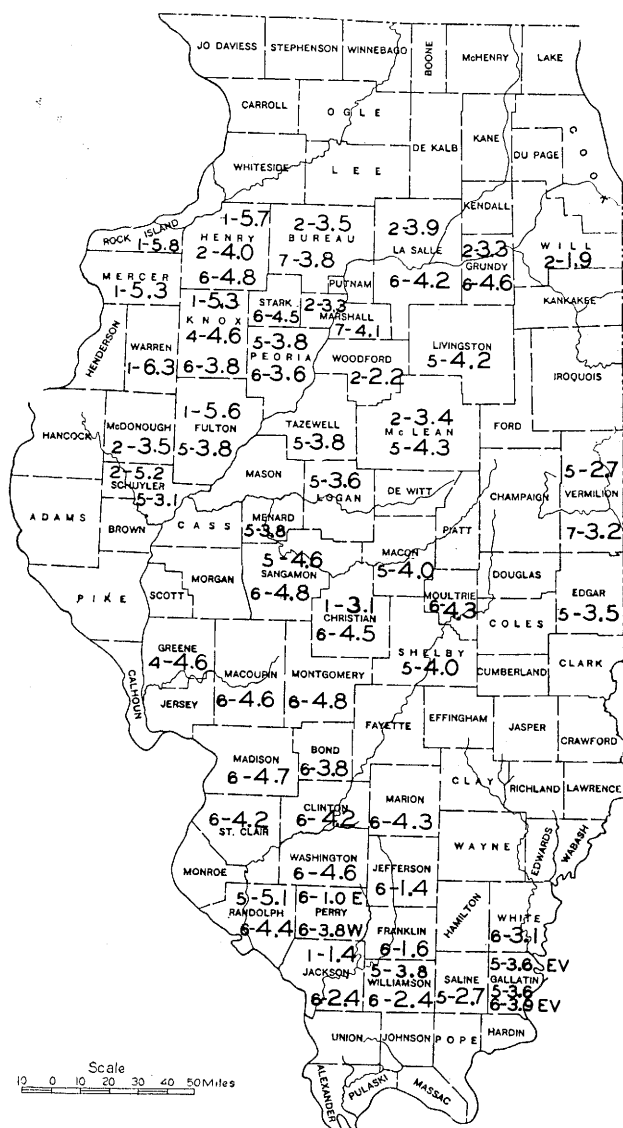 JO DAVIESS STEPHENSON WINNEBAGO BOONE McHENRY LAKE
CARROLL OGLE DE KALB KANE DU PAGE
WHITESIDE LEE KENDALL
ROCK ISLAND
1-5.8
1-5.7
HENRY
2-4.0
6-4.8
2-3.5
BUREAU
7-3.8
2-3.9
LA SALLE
6-4.2
2-3.3
GRUNDY
6-4.6
WILL
2-1.9
MERCER
1-5.3
PUTNAM
KANKAKEE
HENDERSON
WARREN
1-6.3
1-5.3
KNOX
4-4.6
6-3.8
STARK
6-4.5
2-3.3
MARSHALL
7-4.1
5-3.8
PEORIA
6-3.6
WOODFORD
2-2.2
LIVINGSTON
5-4.2
IROQUOIS
HANCOCK
McDONOUGH
2-3.5
1-5.6
FULTON
5-3.8
TAZEWELL
5-3.8
2-3.4
McLEAN
5-4.3
FORD
2-5.2
SCHUYLER
5-3.1
MASON
5-3.6
LOGAN
DE WITT
CHAMPAIGN
5-2.7
VERMILION
7-3.2
ADAMS
BROWN
CASS
MENARD
5-3.8
PIATT
5-4.6
SANGAMON
6-4.8
MACON
5-4.0
MOULTRIE
6-4.3
DOUGLAS
EDGAR
5-3.5
PIKE
SCOTT
MORGAN
1-3.1
CHRISTIAN
6-4.5
COLES
GREENE
4-4.6
SHELBY
5-4.0
CUMBERLAND
CLARK
CALHOUN
JERSEY
MACOUPIN
6-4.6
MONTGOMERY
6-4.8
FAYETTE
EFFINGHAM
JASPER
CRAWFORD
MADISON
6-4.7
BOND
6-3.8
CLAY
RICHLAND
LAWRENCE
6-4.2
ST. CLAIR
CLINTON
6-4.2
MARION
6-4.3
WAYNE
EDWARDS
WABASH
MONROE
WASHINGTON
6-4.6
JEFFERSON
6-1.4
5-5.1
RANDOLPH
6-4.4
6-1.0 E
PERRY
6-3.8W
FRANKLIN
6-1.6
HAMILTON
WHITE
6-3.1
1-1.4
JACKSON
6-2.4
5-3.8
WILLIAMSON
6-2.4
SALINE
5-2.7
5-3.6 EV
GALLATIN
5-3.6
6-3.9 EV
UNION JOHNSON POPE HARDIN
ALEXANDER PULASKI MASSAC
Scale
10 0 10 20 30 40 50 Miles